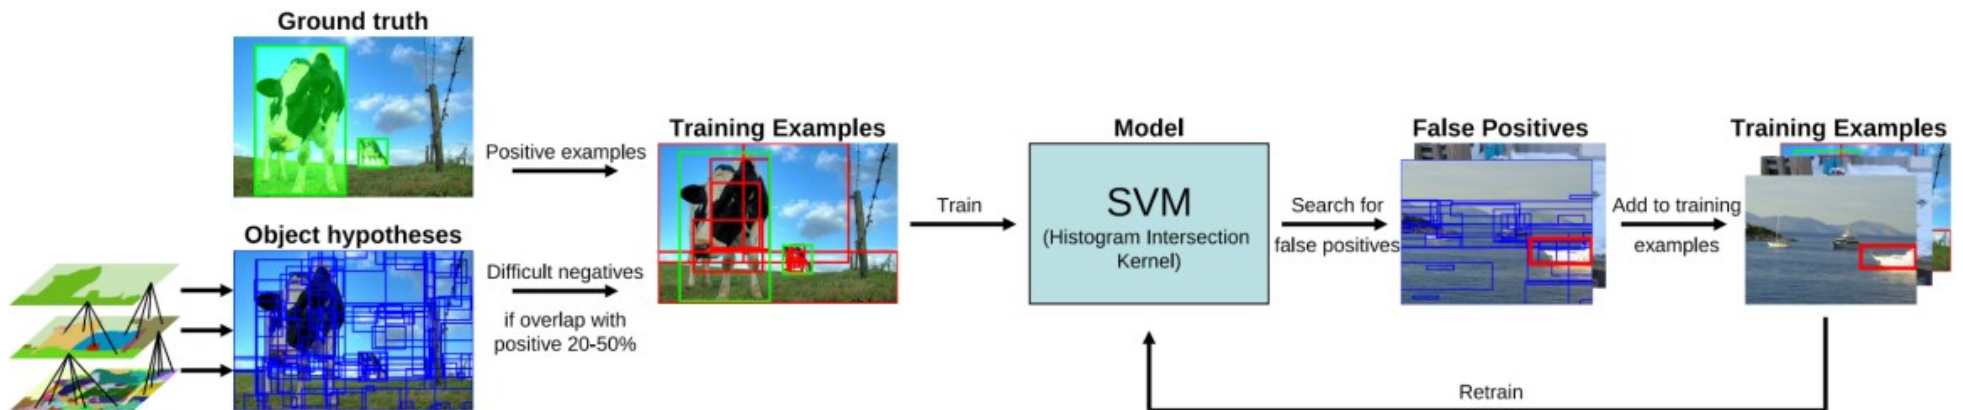 Ground truth
Positive examples
Object hypotheses
Difficult negatives
if overlap with
positive 20-50%
Training Examples
Train
Model
SVM
(Histogram Intersection
Kernel)
Search for
false positives
False Positives
Add to training
examples
Training Examples
Retrain